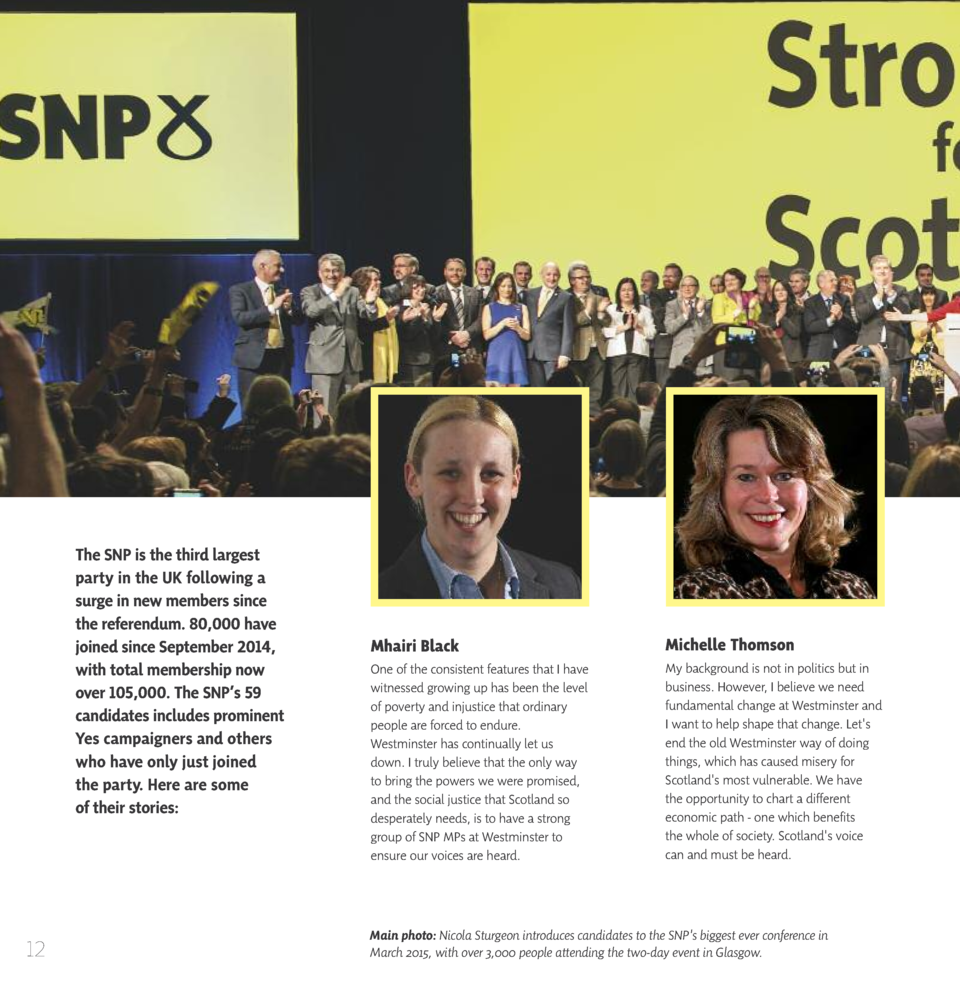 SNP
Stro
fo
Scot
The SNP is the third largest
party in the UK following a
surge in new members since
the referendum. 80,000 have
joined since September 2014,
with total membership now
over 105,000. The SNP's 59
candidates includes prominent
Yes campaigners and others
who have only just joined
the party. Here are some
of their stories:
Mhairi Black
One of the consistent features that I have
witnessed growing up has been the level
of poverty and injustice that ordinary
people are forced to endure.
Westminster has continually let us
down. I truly believe that the only way
to bring the powers we were promised,
and the social justice that Scotland so
desperately needs, is to have a strong
group of SNP MPs at Westminster to
ensure our voices are heard.
Michelle Thomson
My background is not in politics but in
business. However, I believe we need
fundamental change at Westminster and
I want to help shape that change. Let's
end the old Westminster way of doing
things, which has caused misery for
Scotland's most vulnerable. We have
the opportunity to chart a different
economic path - one which benefits
the whole of society. Scotland's voice
can and must be heard.
Main photo: Nicola Sturgeon introduces candidates to the SNP's biggest ever conference in
March 2015, with over 3,000 people attending the two-day event in Glasgow.
12